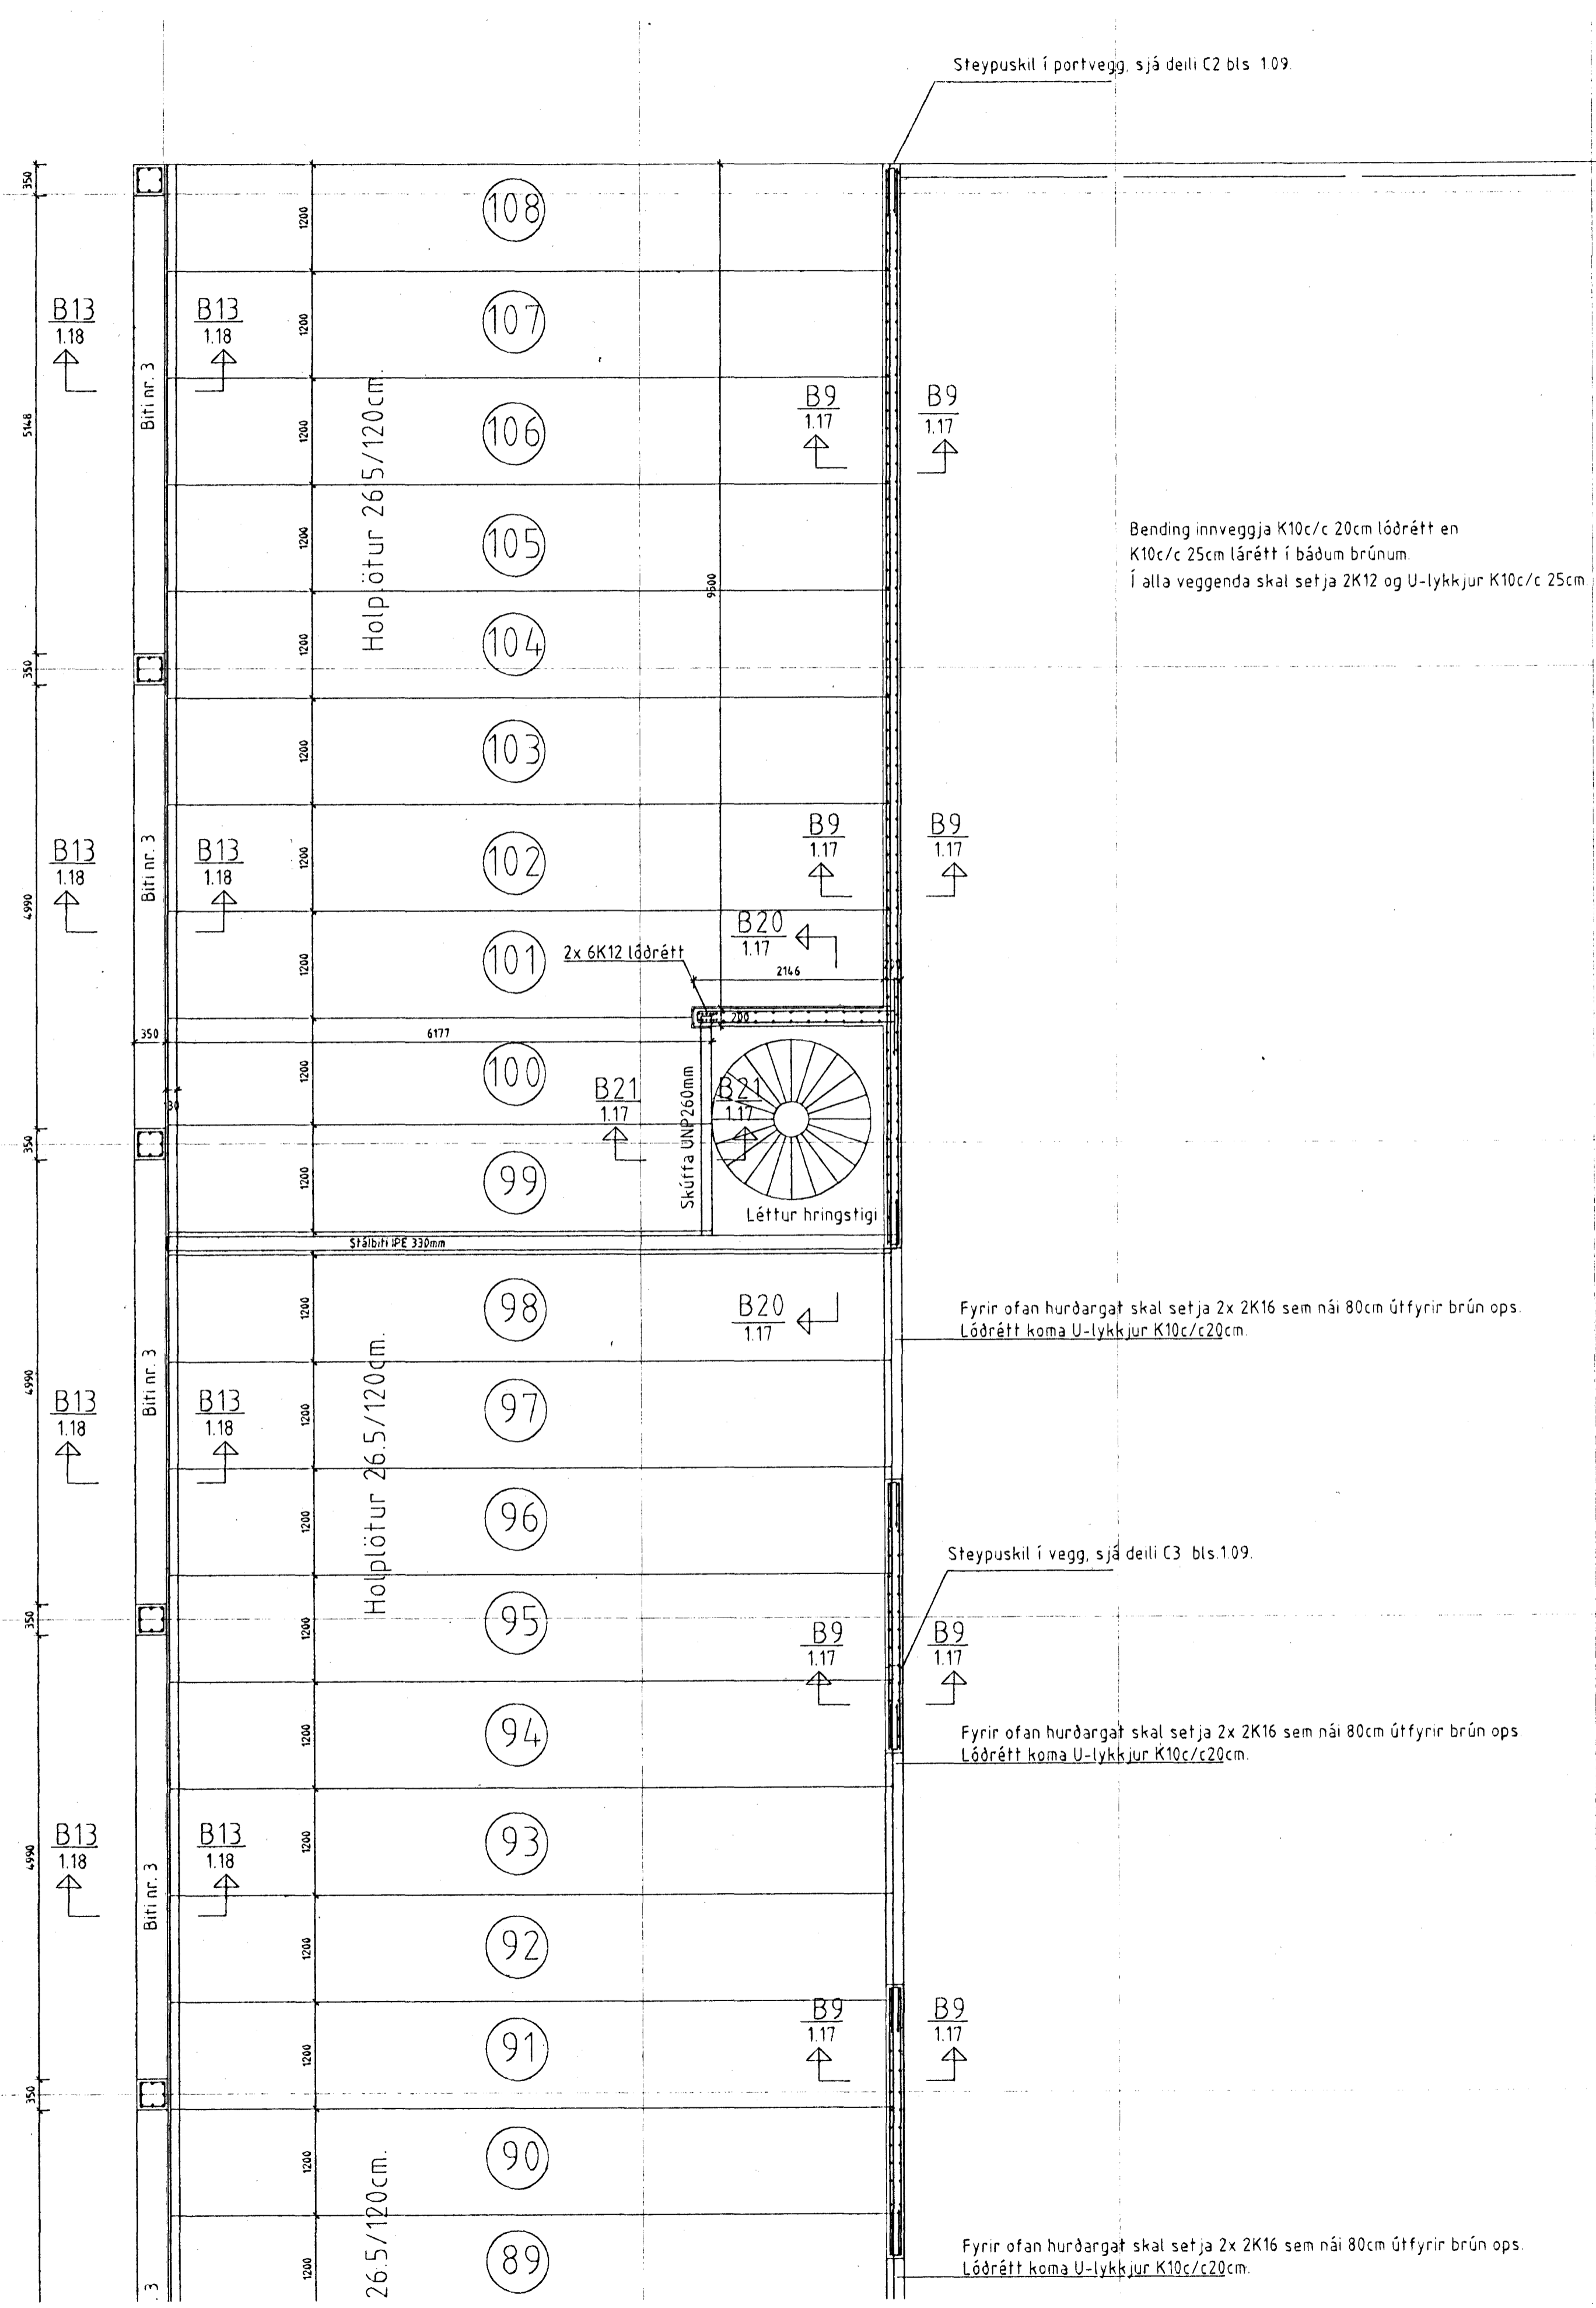 Steypuskil í portvegg, sjá deili C2 bls 1 09.
350
1200
108
B13
1.18
B13
1.18
1200
107
Biti nr. 3
5148
1200
106
Holplötur 26.5/120cm.
B9
1.17
B9
1.17
1200
105
Bending innveggja K10c/c 20cm lóðrétt en
K10c/c 25cm lárétt í báðum brúnum.
Í alla veggenda skal setja 2K12 og U-lykkjur K10c/c 25cm
9600
350
1200
104
1200
103
B13
1.18
B13
1.18
Biti nr. 3
4990
1200
102
B9
1.17
B9
1.17
1200
101
2x 6K12 lóðrétt
B20
1.17
2146
200
350
6177
30
1200
100
B21
1.17
B21
1.17
Skúffa UNP260mm
350
1200
99
Léttur hringstigi
Stálbiti IPE 330mm
1200
98
B20
1.17
Fyrir ofan hurðargat skal setja 2x 2K16 sem nái 80cm útfyrir brún ops.
Lóðrétt koma U-lykkjur K10c/c20cm.
4990
B13
1.18
B13
1.18
Biti nr. 3
1200
97
Holplötur 26.5/120cm.
1200
96
Steypuskil í vegg, sjá deili C3 bls.1.09.
350
1200
95
B9
1.17
B9
1.17
1200
94
Fyrir ofan hurðargat skal setja 2x 2K16 sem nái 80cm útfyrir brún ops.
Lóðrétt koma U-lykkjur K10c/c20cm.
4990
B13
1.18
B13
1.18
Biti nr. 3
1200
93
1200
92
1200
91
B9
1.17
B9
1.17
350
1200
90
26.5/120cm.
1200
89
. 3
Fyrir ofan hurðargat skal setja 2x 2K16 sem nái 80cm útfyrir brún ops.
Lóðrétt koma U-lykkjur K10c/c20cm.